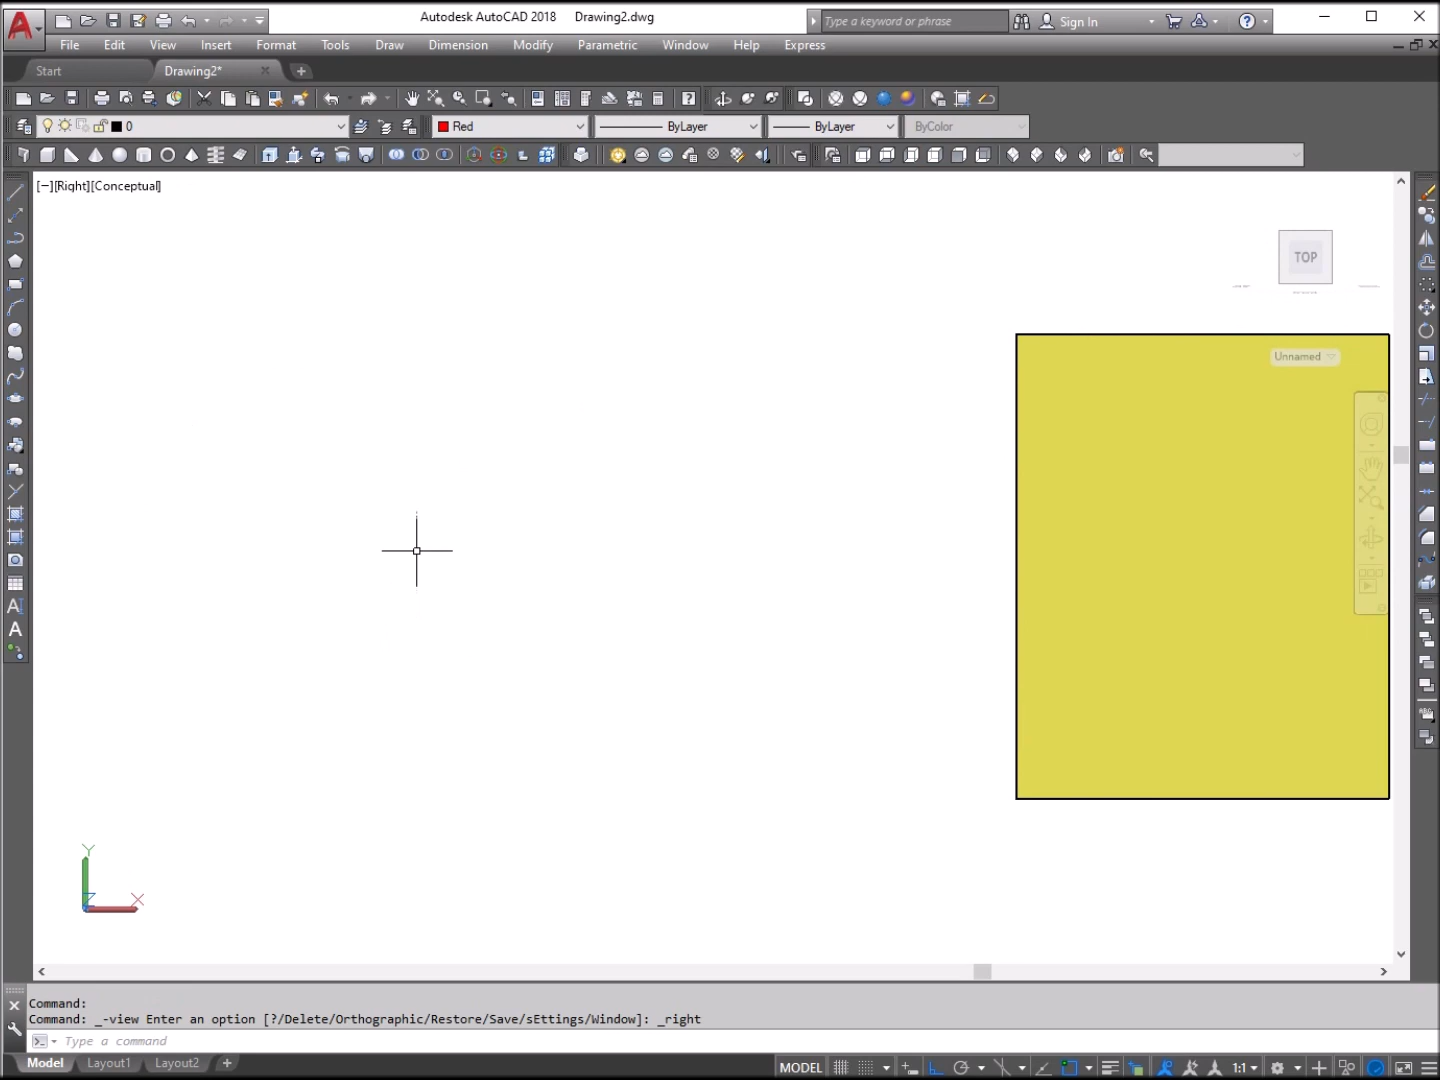 Autodesk AutoCAD 2018 Drawing2.dwg
Type a keyword or phrase
Sign In
File Edit View Insert Format Tools Draw Dimension Modify Parametric Window Help Express
Start Drawing2*
0 Red ByLayer ByLayer ByColor
[−][Right][Conceptual]
TOP
Unnamed
Y
Z X
Command:
Command: _-view Enter an option [?/Delete/Orthographic/Restore/Save/sEttings/Window]: _right
Type a command
Model Layout1 Layout2 +
MODEL 1:1